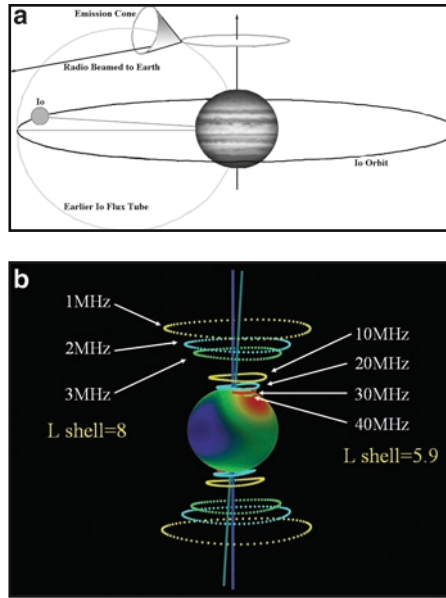 a
Emission Cone
Radio Beamed to Earth
Io
Io Orbit
Earlier Io Flux Tube
b
1MHz
2MHz
3MHz
L shell=8
10MHz
20MHz
30MHz
40MHz
L shell=5.9